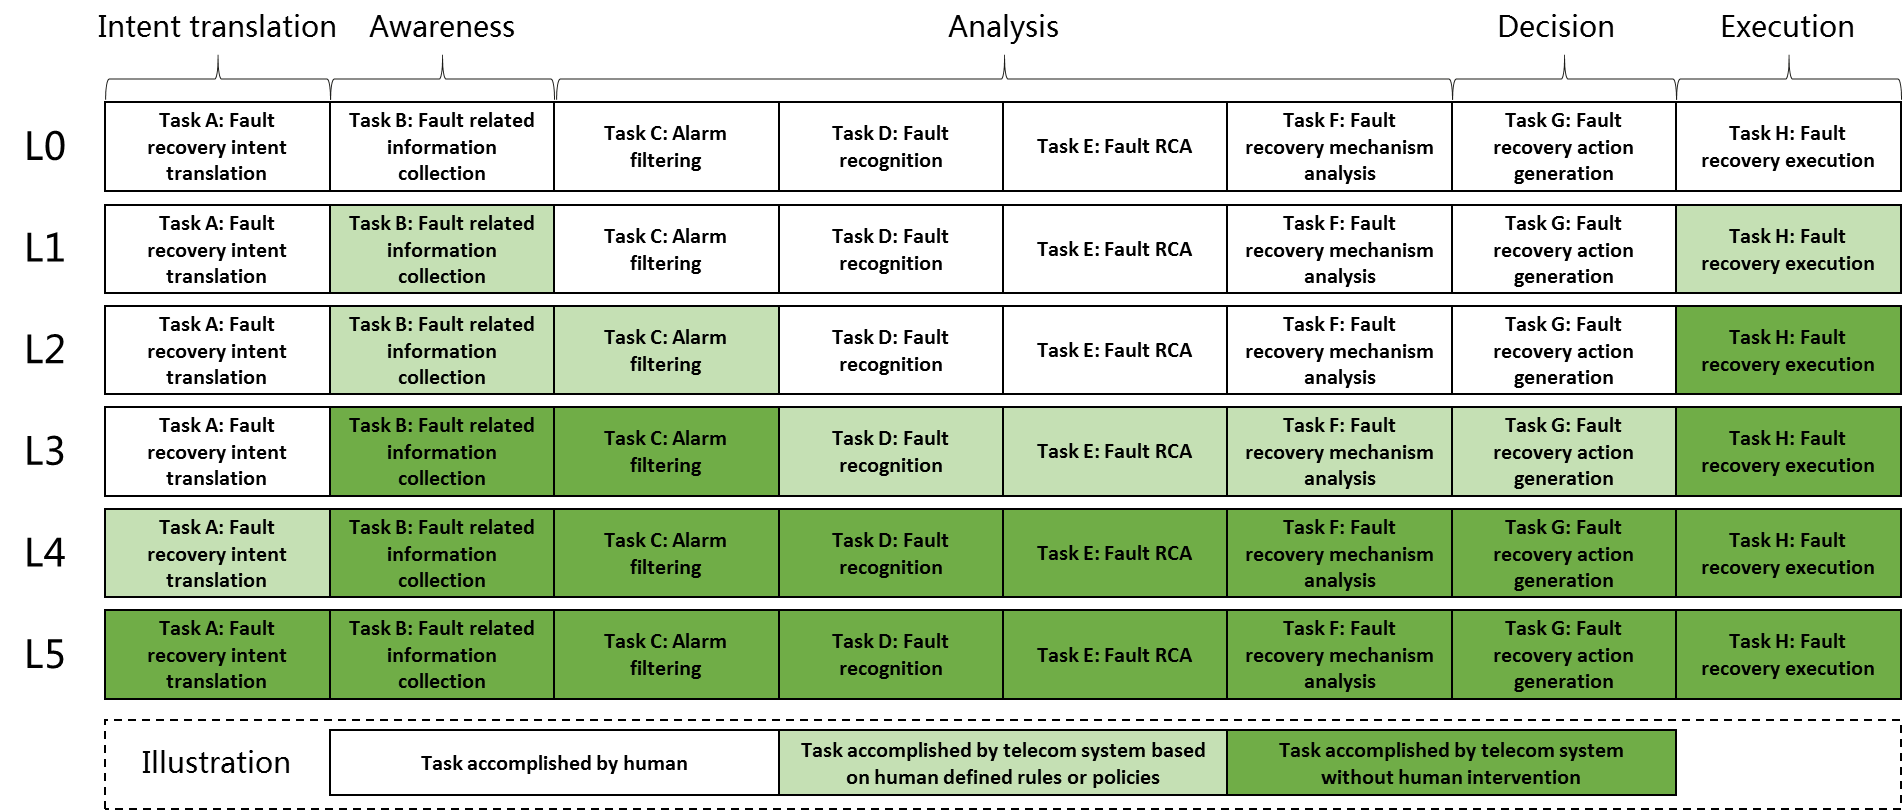 Intent translation
Awareness
Analysis
Decision
Execution
L0
Task A: Fault
recovery intent
translation
Task B: Fault related
information
collection
Task C: Alarm
filtering
Task D: Fault
recognition
Task E: Fault RCA
Task F: Fault
recovery mechanism
analysis
Task G: Fault
recovery action
generation
Task H: Fault
recovery execution
L1
Task A: Fault
recovery intent
translation
Task B: Fault related
information
collection
Task C: Alarm
filtering
Task D: Fault
recognition
Task E: Fault RCA
Task F: Fault
recovery mechanism
analysis
Task G: Fault
recovery action
generation
Task H: Fault
recovery execution
L2
Task A: Fault
recovery intent
translation
Task B: Fault related
information
collection
Task C: Alarm
filtering
Task D: Fault
recognition
Task E: Fault RCA
Task F: Fault
recovery mechanism
analysis
Task G: Fault
recovery action
generation
Task H: Fault
recovery execution
L3
Task A: Fault
recovery intent
translation
Task B: Fault related
information
collection
Task C: Alarm
filtering
Task D: Fault
recognition
Task E: Fault RCA
Task F: Fault
recovery mechanism
analysis
Task G: Fault
recovery action
generation
Task H: Fault
recovery execution
L4
Task A: Fault
recovery intent
translation
Task B: Fault related
information
collection
Task C: Alarm
filtering
Task D: Fault
recognition
Task E: Fault RCA
Task F: Fault
recovery mechanism
analysis
Task G: Fault
recovery action
generation
Task H: Fault
recovery execution
L5
Task A: Fault
recovery intent
translation
Task B: Fault related
information
collection
Task C: Alarm
filtering
Task D: Fault
recognition
Task E: Fault RCA
Task F: Fault
recovery mechanism
analysis
Task G: Fault
recovery action
generation
Task H: Fault
recovery execution
Illustration
Task accomplished by human
Task accomplished by telecom system based
on human defined rules or policies
Task accomplished by telecom system
without human intervention